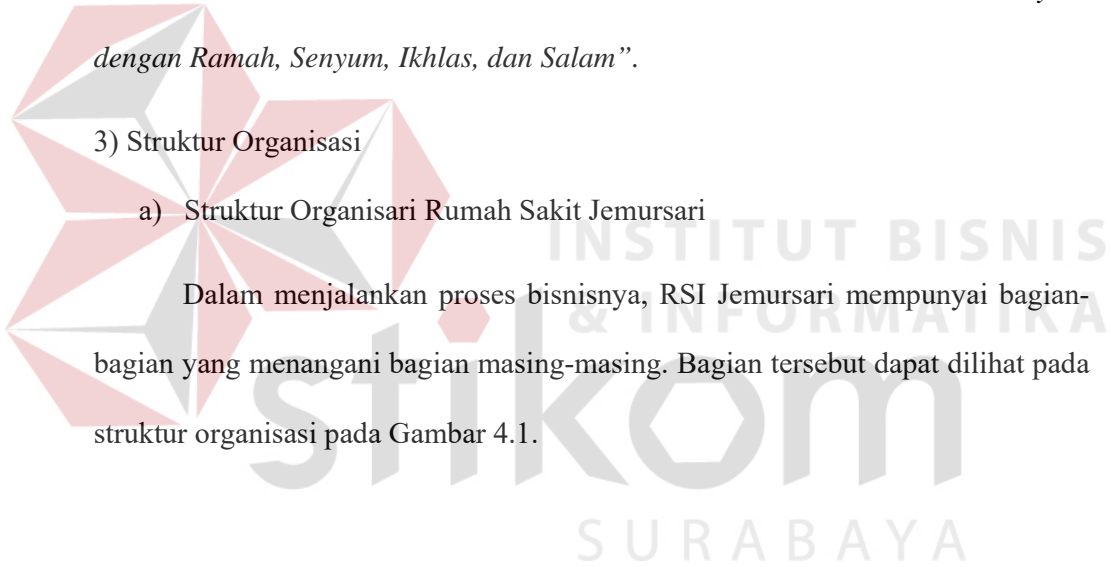 dengan Ramah, Senyum, Ikhlas, dan Salam”.
3) Struktur Organisasi
a) Struktur Organisari Rumah Sakit Jemursari
Dalam menjalankan proses bisnisnya, RSI Jemursari mempunyai bagian-
bagian yang menangani bagian masing-masing. Bagian tersebut dapat dilihat pada
struktur organisasi pada Gambar 4.1.
INSTITUT BISNIS
& INFORMATIKA
stikom
SURABAYA